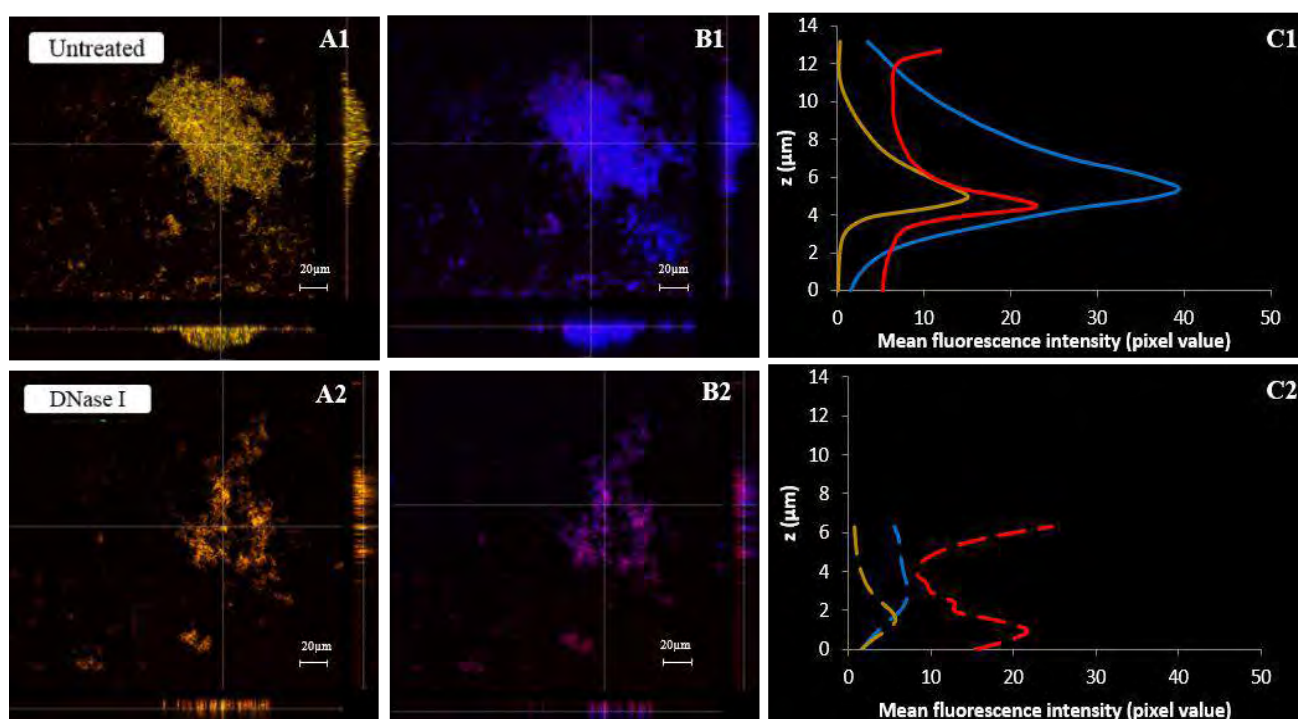 Untreated
A1
20µm
B1
20µm
C1
z (µm)
14
12
10
8
6
4
2
0
0 10 20 30 40 50
Mean fluorescence intensity (pixel value)
DNase I
A2
20µm
B2
20µm
C2
z (µm)
14
12
10
8
6
4
2
0
0 10 20 30 40 50
Mean fluorescence intensity (pixel value)